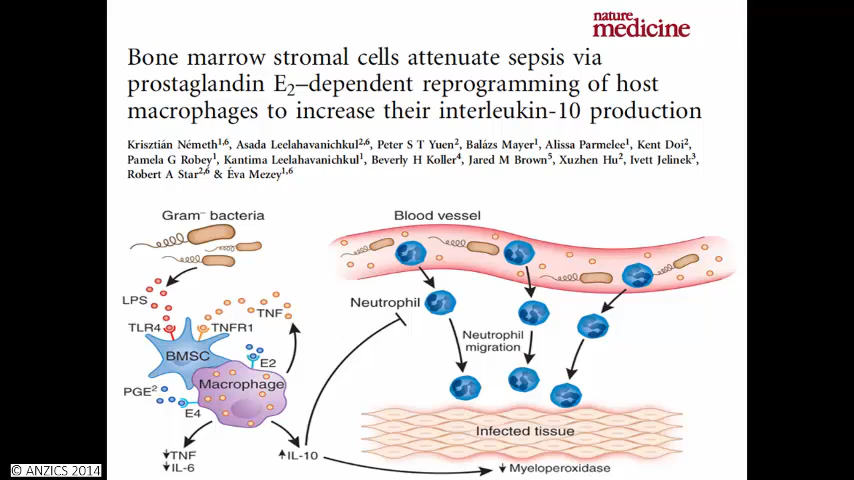 nature
medicine
Bone marrow stromal cells attenuate sepsis via
prostaglandin E2–dependent reprogramming of host
macrophages to increase their interleukin-10 production
Krisztián Németh1,6, Asada Leelahavanichkul2,6, Peter S T Yuen2, Balázs Mayer1, Alissa Parmelee1, Kent Doi2,
Pamela G Robey1, Kantima Leelahavanichkul1, Beverly H Koller4, Jared M Brown5, Xuzhen Hu2, Ivett Jelinek3,
Robert A Star2,6 & Éva Mezey1,6
Gram– bacteria
Blood vessel
LPS
TNF
TLR4
TNFR1
Neutrophil
BMSC
E2
Neutrophil
migration
Macrophage
PGE2
E4
Infected tissue
TNF
IL-6
IL-10
Myeloperoxidase
© ANZICS 2014